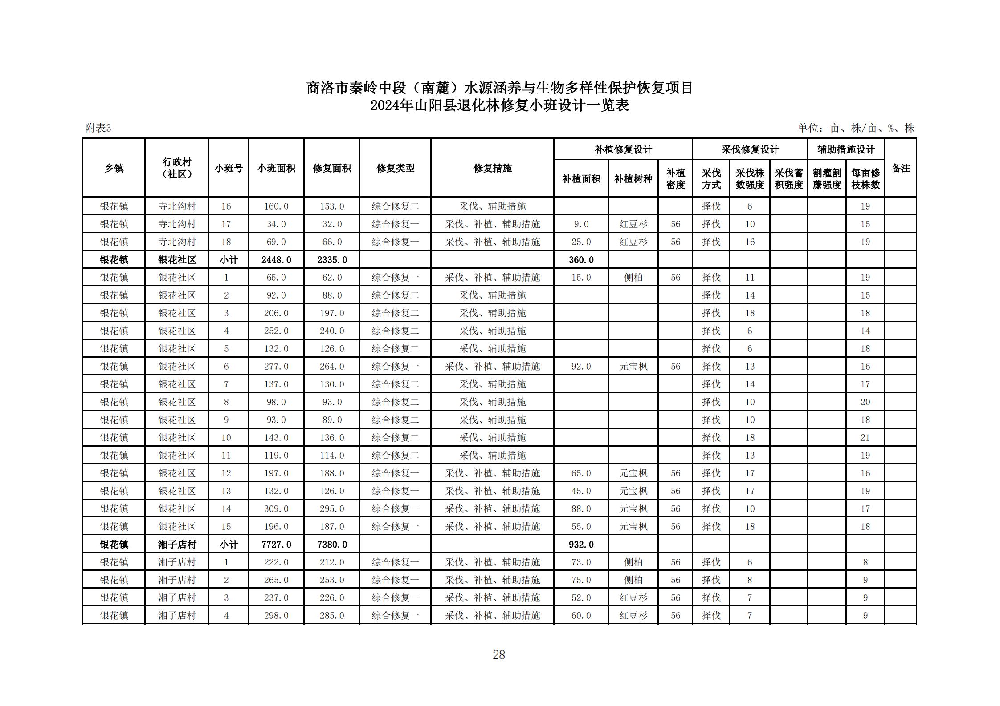 商洛市秦岭中段（南麓）水源涵养与生物多样性保护恢复项目
2024年山阳县退化林修复小班设计一览表
附表3 单位：亩、株/亩、%、株
乡镇 行政村（社区） 小班号 小班面积 修复面积 修复类型 修复措施 补植修复设计 采伐修复设计 辅助措施设计 备注
补植面积 补植树种 补植密度 采伐方式 采伐株数强度 采伐蓄积强度 割灌割藤强度 每亩修枝株数
银花镇 寺北沟村 16 160.0 153.0 综合修复二 采伐、辅助措施 择伐 6 19
银花镇 寺北沟村 17 34.0 32.0 综合修复一 采伐、补植、辅助措施 9.0 红豆杉 56 择伐 10 15
银花镇 寺北沟村 18 69.0 66.0 综合修复一 采伐、补植、辅助措施 25.0 红豆杉 56 择伐 16 19
银花镇 银花社区 小计 2448.0 2335.0 360.0
银花镇 银花社区 1 65.0 62.0 综合修复一 采伐、补植、辅助措施 15.0 侧柏 56 择伐 11 19
银花镇 银花社区 2 92.0 88.0 综合修复二 采伐、辅助措施 择伐 14 15
银花镇 银花社区 3 206.0 197.0 综合修复二 采伐、辅助措施 择伐 18 18
银花镇 银花社区 4 252.0 240.0 综合修复二 采伐、辅助措施 择伐 6 14
银花镇 银花社区 5 132.0 126.0 综合修复二 采伐、辅助措施 择伐 6 18
银花镇 银花社区 6 277.0 264.0 综合修复一 采伐、补植、辅助措施 92.0 元宝枫 56 择伐 13 16
银花镇 银花社区 7 137.0 130.0 综合修复二 采伐、辅助措施 择伐 14 17
银花镇 银花社区 8 98.0 93.0 综合修复二 采伐、辅助措施 择伐 10 20
银花镇 银花社区 9 93.0 89.0 综合修复二 采伐、辅助措施 择伐 10 18
银花镇 银花社区 10 143.0 136.0 综合修复二 采伐、辅助措施 择伐 18 21
银花镇 银花社区 11 119.0 114.0 综合修复二 采伐、辅助措施 择伐 13 19
银花镇 银花社区 12 197.0 188.0 综合修复一 采伐、补植、辅助措施 65.0 元宝枫 56 择伐 17 16
银花镇 银花社区 13 132.0 126.0 综合修复一 采伐、补植、辅助措施 45.0 元宝枫 56 择伐 17 19
银花镇 银花社区 14 309.0 295.0 综合修复一 采伐、补植、辅助措施 88.0 元宝枫 56 择伐 10 17
银花镇 银花社区 15 196.0 187.0 综合修复一 采伐、补植、辅助措施 55.0 元宝枫 56 择伐 18 18
银花镇 湘子店村 小计 7727.0 7380.0 932.0
银花镇 湘子店村 1 222.0 212.0 综合修复一 采伐、补植、辅助措施 73.0 侧柏 56 择伐 6 8
银花镇 湘子店村 2 265.0 253.0 综合修复一 采伐、补植、辅助措施 75.0 侧柏 56 择伐 8 9
银花镇 湘子店村 3 237.0 226.0 综合修复一 采伐、补植、辅助措施 52.0 红豆杉 56 择伐 7 9
银花镇 湘子店村 4 298.0 285.0 综合修复一 采伐、补植、辅助措施 60.0 红豆杉 56 择伐 7 9
28